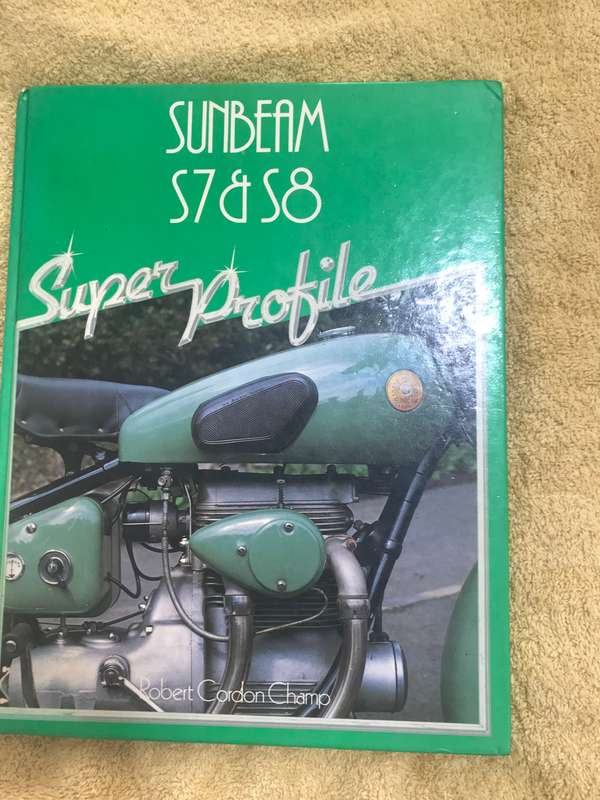 SUNBEAM
S7 & S8
Super Profile
Robert Cordon Champ